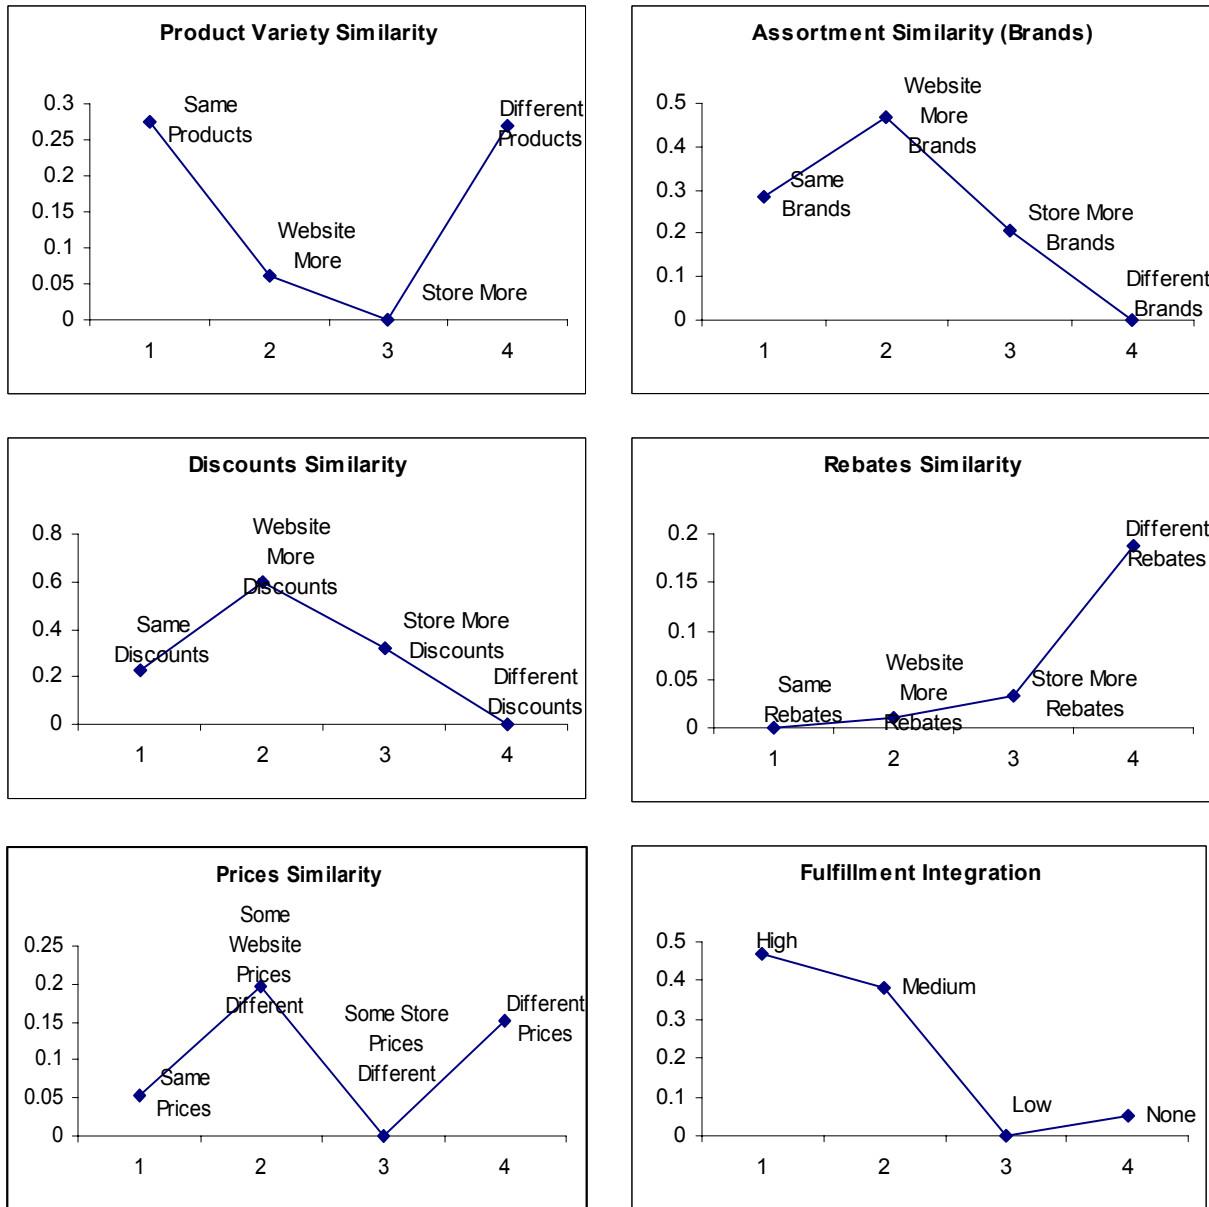 Product Variety Similarity
0.3
0.25
0.2
0.15
0.1
0.05
0
Same
Products
Website
More
Store More
Different
Products
1 2 3 4
Assortment Similarity (Brands)
0.5
0.4
0.3
0.2
0.1
0
Same
Brands
Website
More
Brands
Store More
Brands
Different
Brands
1 2 3 4
Discounts Similarity
0.8
0.6
0.4
0.2
0
Same
Discounts
Website
More
Discounts
Store More
Discounts
Different
Discounts
1 2 3 4
Rebates Similarity
0.2
0.15
0.1
0.05
0
Same
Rebates
Website
More
Rebates
Store More
Rebates
Different
Rebates
1 2 3 4
Prices Similarity
0.25
0.2
0.15
0.1
0.05
0
Same
Prices
Some
Website
Prices
Different
Some Store
Prices
Different
Different
Prices
1 2 3 4
Fulfillment Integration
0.5
0.4
0.3
0.2
0.1
0
High
Medium
Low
None
1 2 3 4